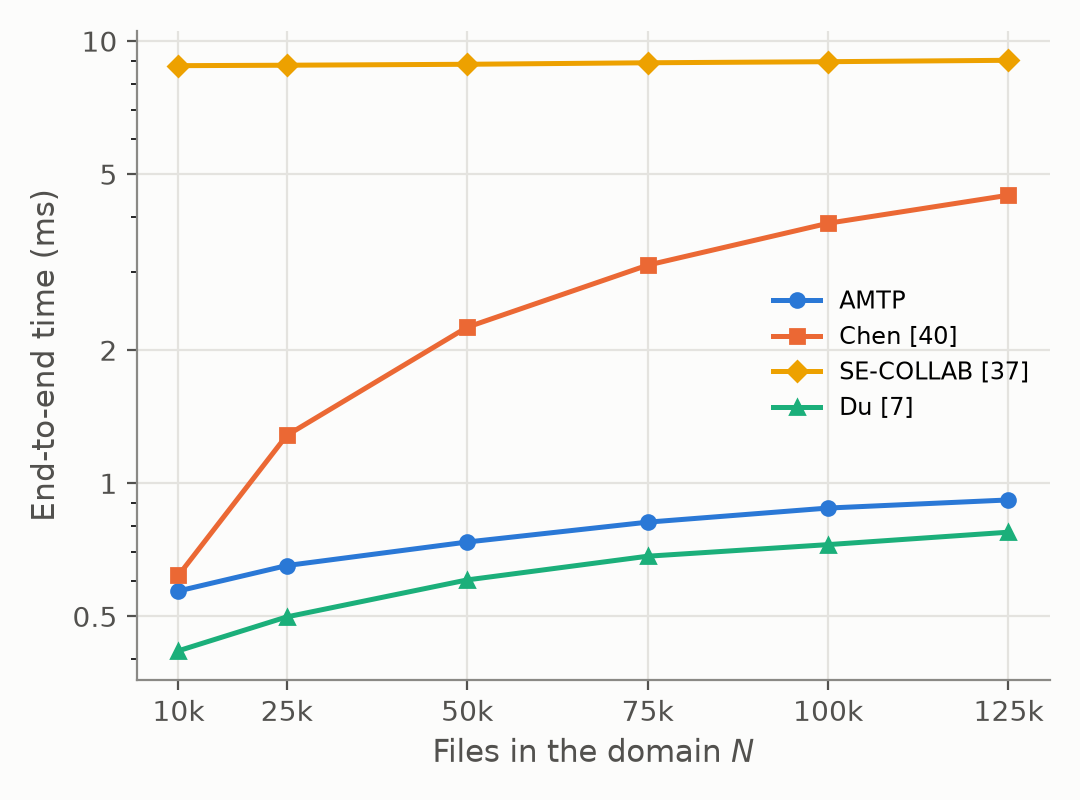 10
5
2
1
0.5
End-to-end time (ms)
AMTP
Chen [40]
SE-COLLAB [37]
Du [7]
10k 25k 50k 75k 100k 125k
Files in the domain N